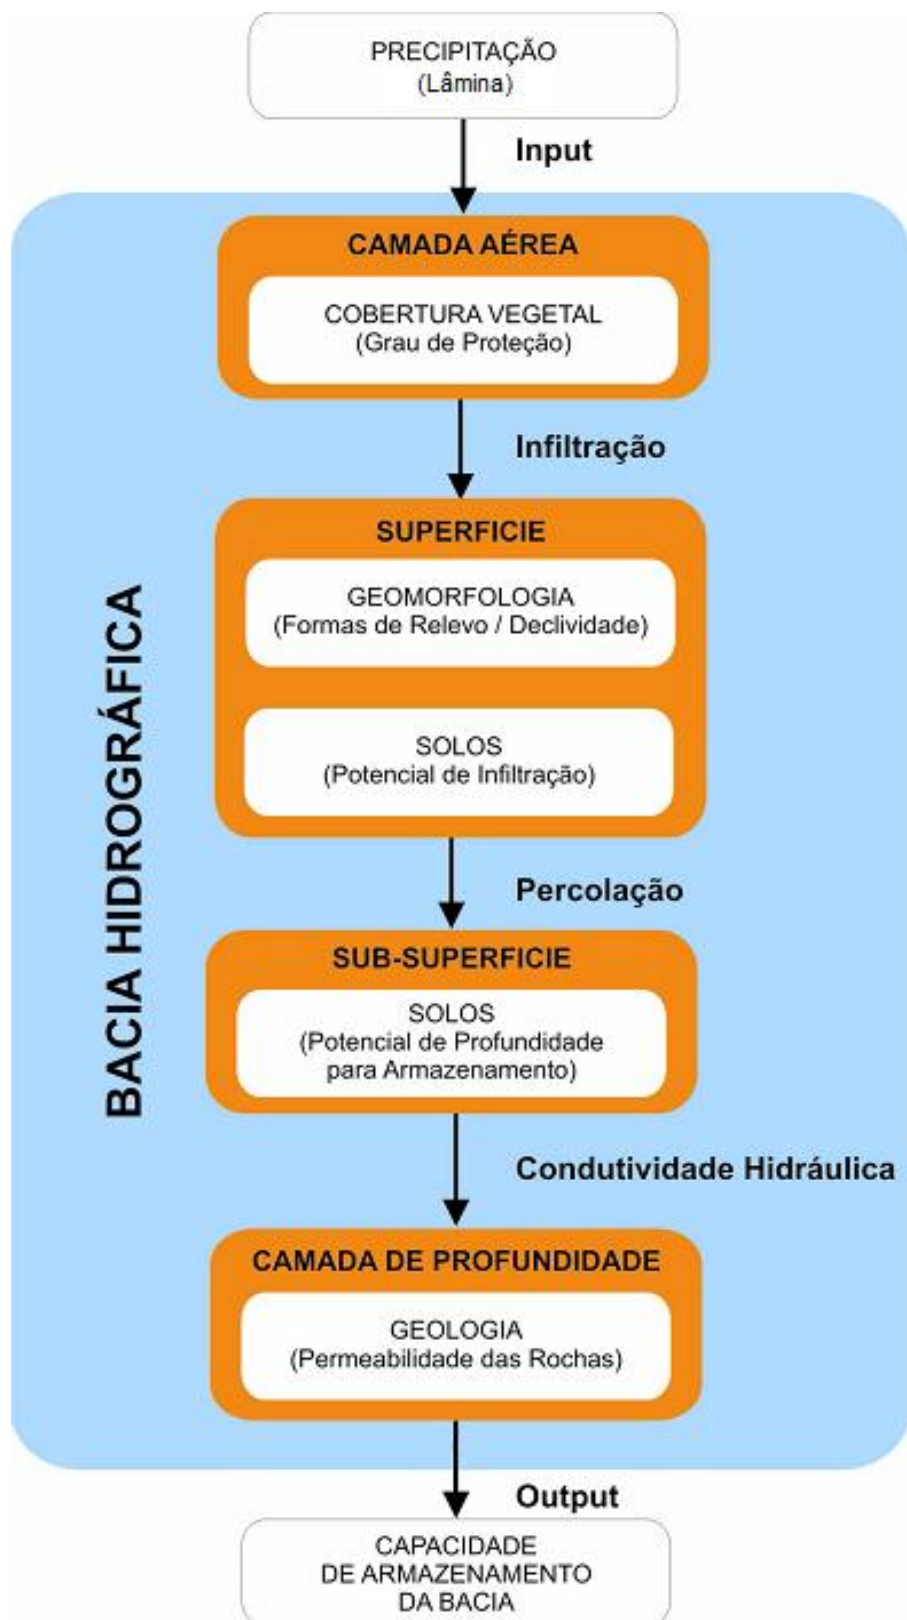 PRECIPITAÇÃO
(Lâmina)
Input
CAMADA AÉREA
COBERTURA VEGETAL
(Grau de Proteção)
Infiltração
SUPERFICIE
GEOMORFOLOGIA
(Formas de Relevo / Declividade)
SOLOS
(Potencial de Infiltração)
BACIA HIDROGRÁFICA
Percolação
SUB-SUPERFICIE
SOLOS
(Potencial de Profundidade
para Armazenamento)
Condutividade Hidráulica
CAMADA DE PROFUNDIDADE
GEOLOGIA
(Permeabilidade das Rochas)
Output
CAPACIDADE
DE ARMAZENAMENTO
DA BACIA